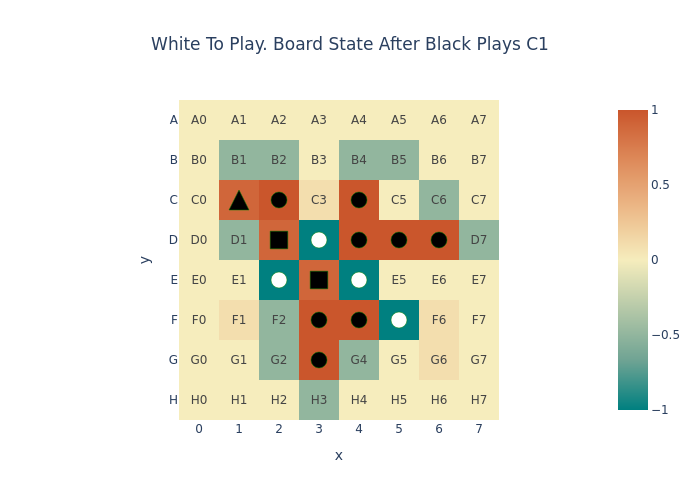 White To Play. Board State After Black Plays C1
A A0 A1 A2 A3 A4 A5 A6 A7
B B0 B1 B2 B3 B4 B5 B6 B7
C C0 C3 C5 C6 C7
D D0 D1 D7
E E0 E1 E5 E6 E7
F F0 F1 F2 F6 F7
G G0 G1 G2 G4 G5 G6 G7
H H0 H1 H2 H3 H4 H5 H6 H7
0 1 2 3 4 5 6 7
x
y
1
0.5
0
−0.5
−1